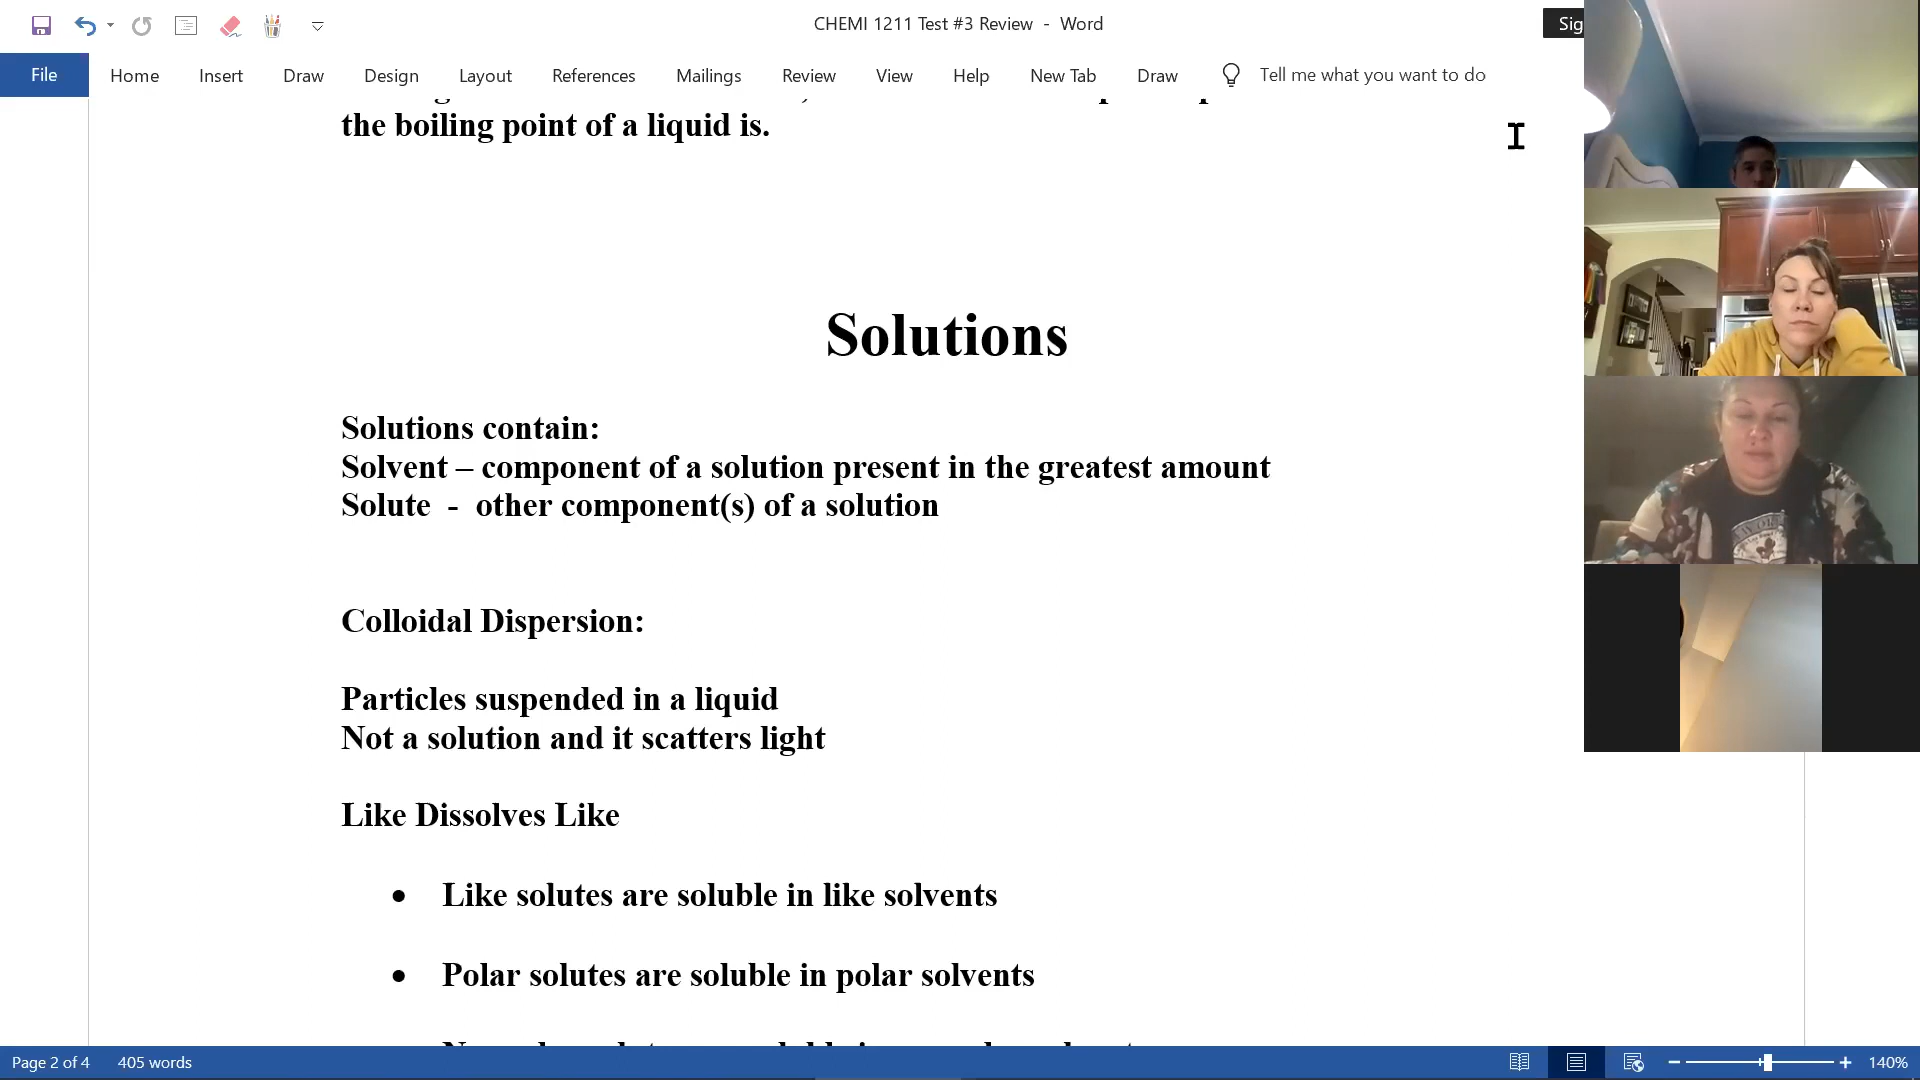 CHEMI 1211 Test #3 Review - Word
Sig
File Home Insert Draw Design Layout References Mailings Review View Help New Tab Draw Tell me what you want to do
the boiling point of a liquid is.
Solutions
Solutions contain:
Solvent – component of a solution present in the greatest amount
Solute - other component(s) of a solution
Colloidal Dispersion:
Particles suspended in a liquid
Not a solution and it scatters light
Like Dissolves Like
• Like solutes are soluble in like solvents
• Polar solutes are soluble in polar solvents
Page 2 of 4 405 words 140%